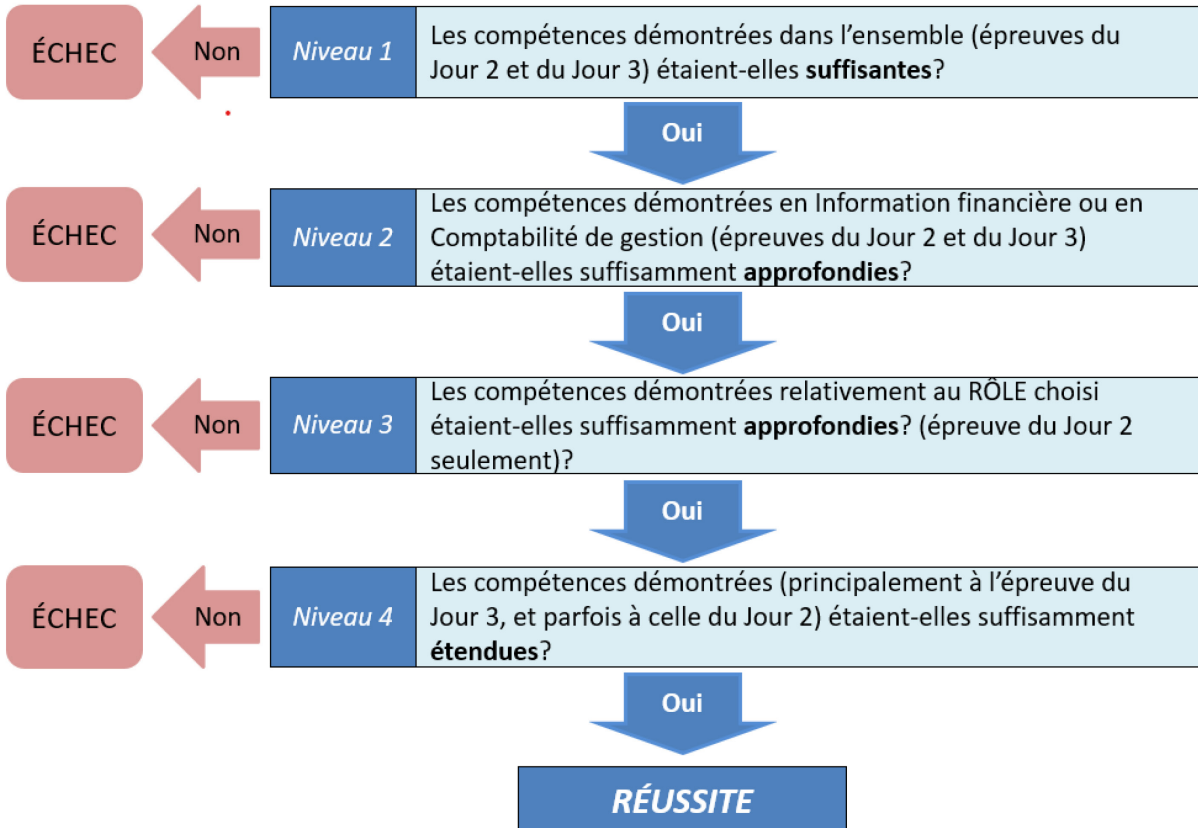 ÉCHEC
Non
Niveau 1
Les compétences démontrées dans l’ensemble (épreuves du
Jour 2 et du Jour 3) étaient-elles suffisantes?
Oui
ÉCHEC
Non
Niveau 2
Les compétences démontrées en Information financière ou en
Comptabilité de gestion (épreuves du Jour 2 et du Jour 3)
étaient-elles suffisamment approfondies?
Oui
ÉCHEC
Non
Niveau 3
Les compétences démontrées relativement au RÔLE choisi
étaient-elles suffisamment approfondies? (épreuve du Jour 2
seulement)?
Oui
ÉCHEC
Non
Niveau 4
Les compétences démontrées (principalement à l’épreuve du
Jour 3, et parfois à celle du Jour 2) étaient-elles suffisamment
étendues?
Oui
RÉUSSITE